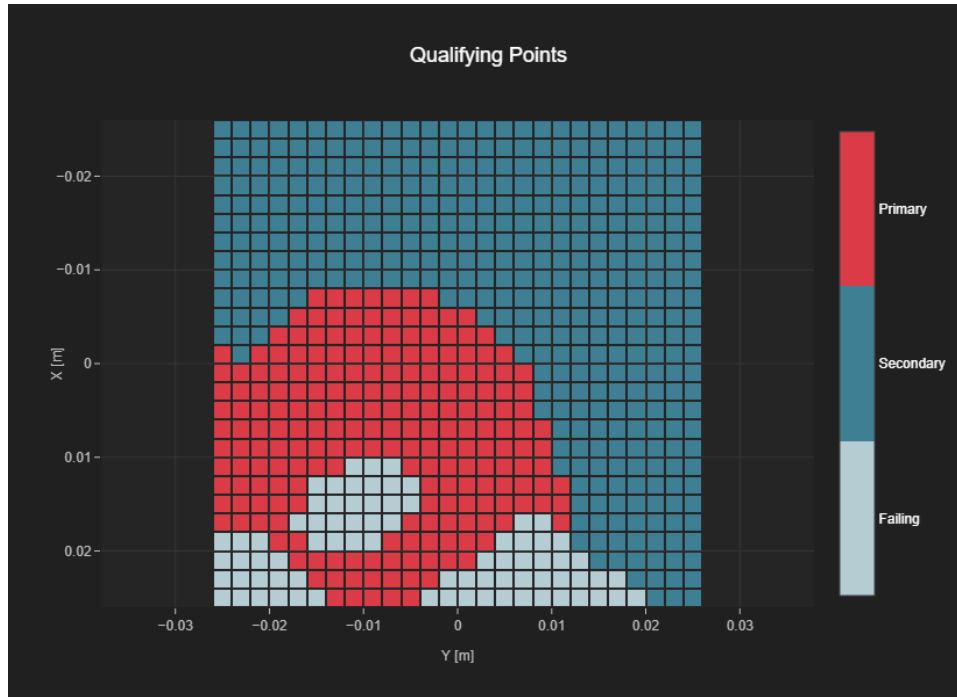 Qualifying Points
−0.02
−0.01
0
0.01
0.02
X [m]
−0.03
−0.02
−0.01
0
0.01
0.02
0.03
Y [m]
Primary
Secondary
Failing